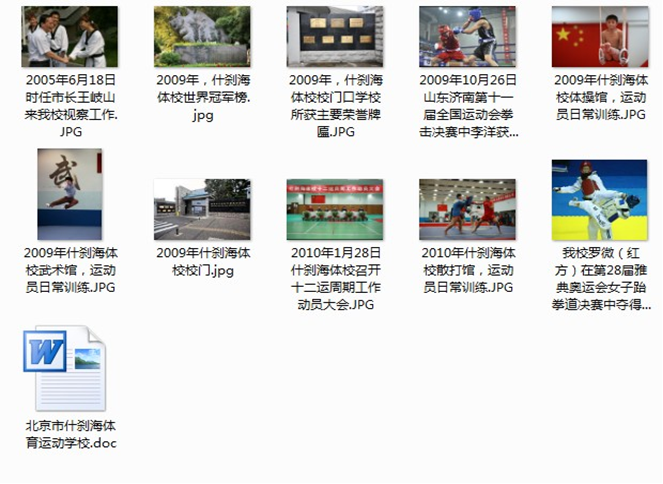 2005年6月18日
时任市长王岐山
来我校视察工作.
JPG
2009年，什刹海
体校世界冠军榜.
jpg
2009年，什刹海
体校校门口学校
所获主要荣誉牌
匾.JPG
2009年10月26日
山东济南第十一
届全国运动会拳
击决赛中李洋获...
2009年什刹海体
校体操馆，运动
员日常训练.JPG
武
2009年什刹海体
校武术馆，运动
员日常训练.JPG
2009年什刹海体
校校门.jpg
2010年1月28日
什刹海体校召开
十二运周期工作
动员大会.JPG
2010年什刹海体
校散打馆，运动
员日常训练.JPG
我校罗微（红
方）在第28届雅
典奥运会女子跆
拳道决赛中夺得...
W
北京市什刹海体
育运动学校.doc